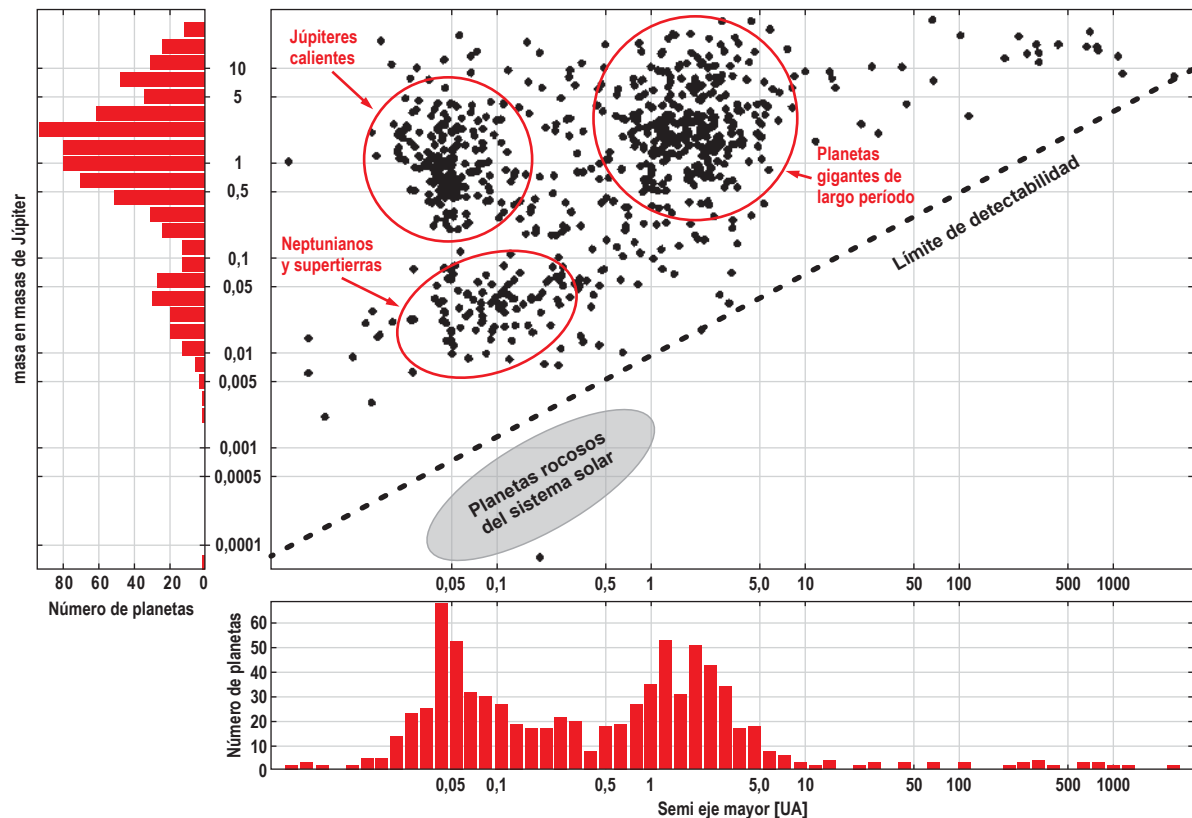 masa en masas de Júpiter
10
5
1
0,5
0,1
0,05
0,01
0,005
0,001
0,0005
0,0001
80 60 40 20 0
Número de planetas
Júpiteres
calientes
Planetas
gigantes de
largo período
Neptunianos
y supertierras
Límite de detectabilidad
Planetas rocosos
del sistema solar
0,05 0,1 0,5 1 5,0 10 50 100 500 1000
Número de planetas
60
50
40
30
20
10
0
0,05 0,1 0,5 1 5,0 10 50 100 500 1000
Semi eje mayor [UA]